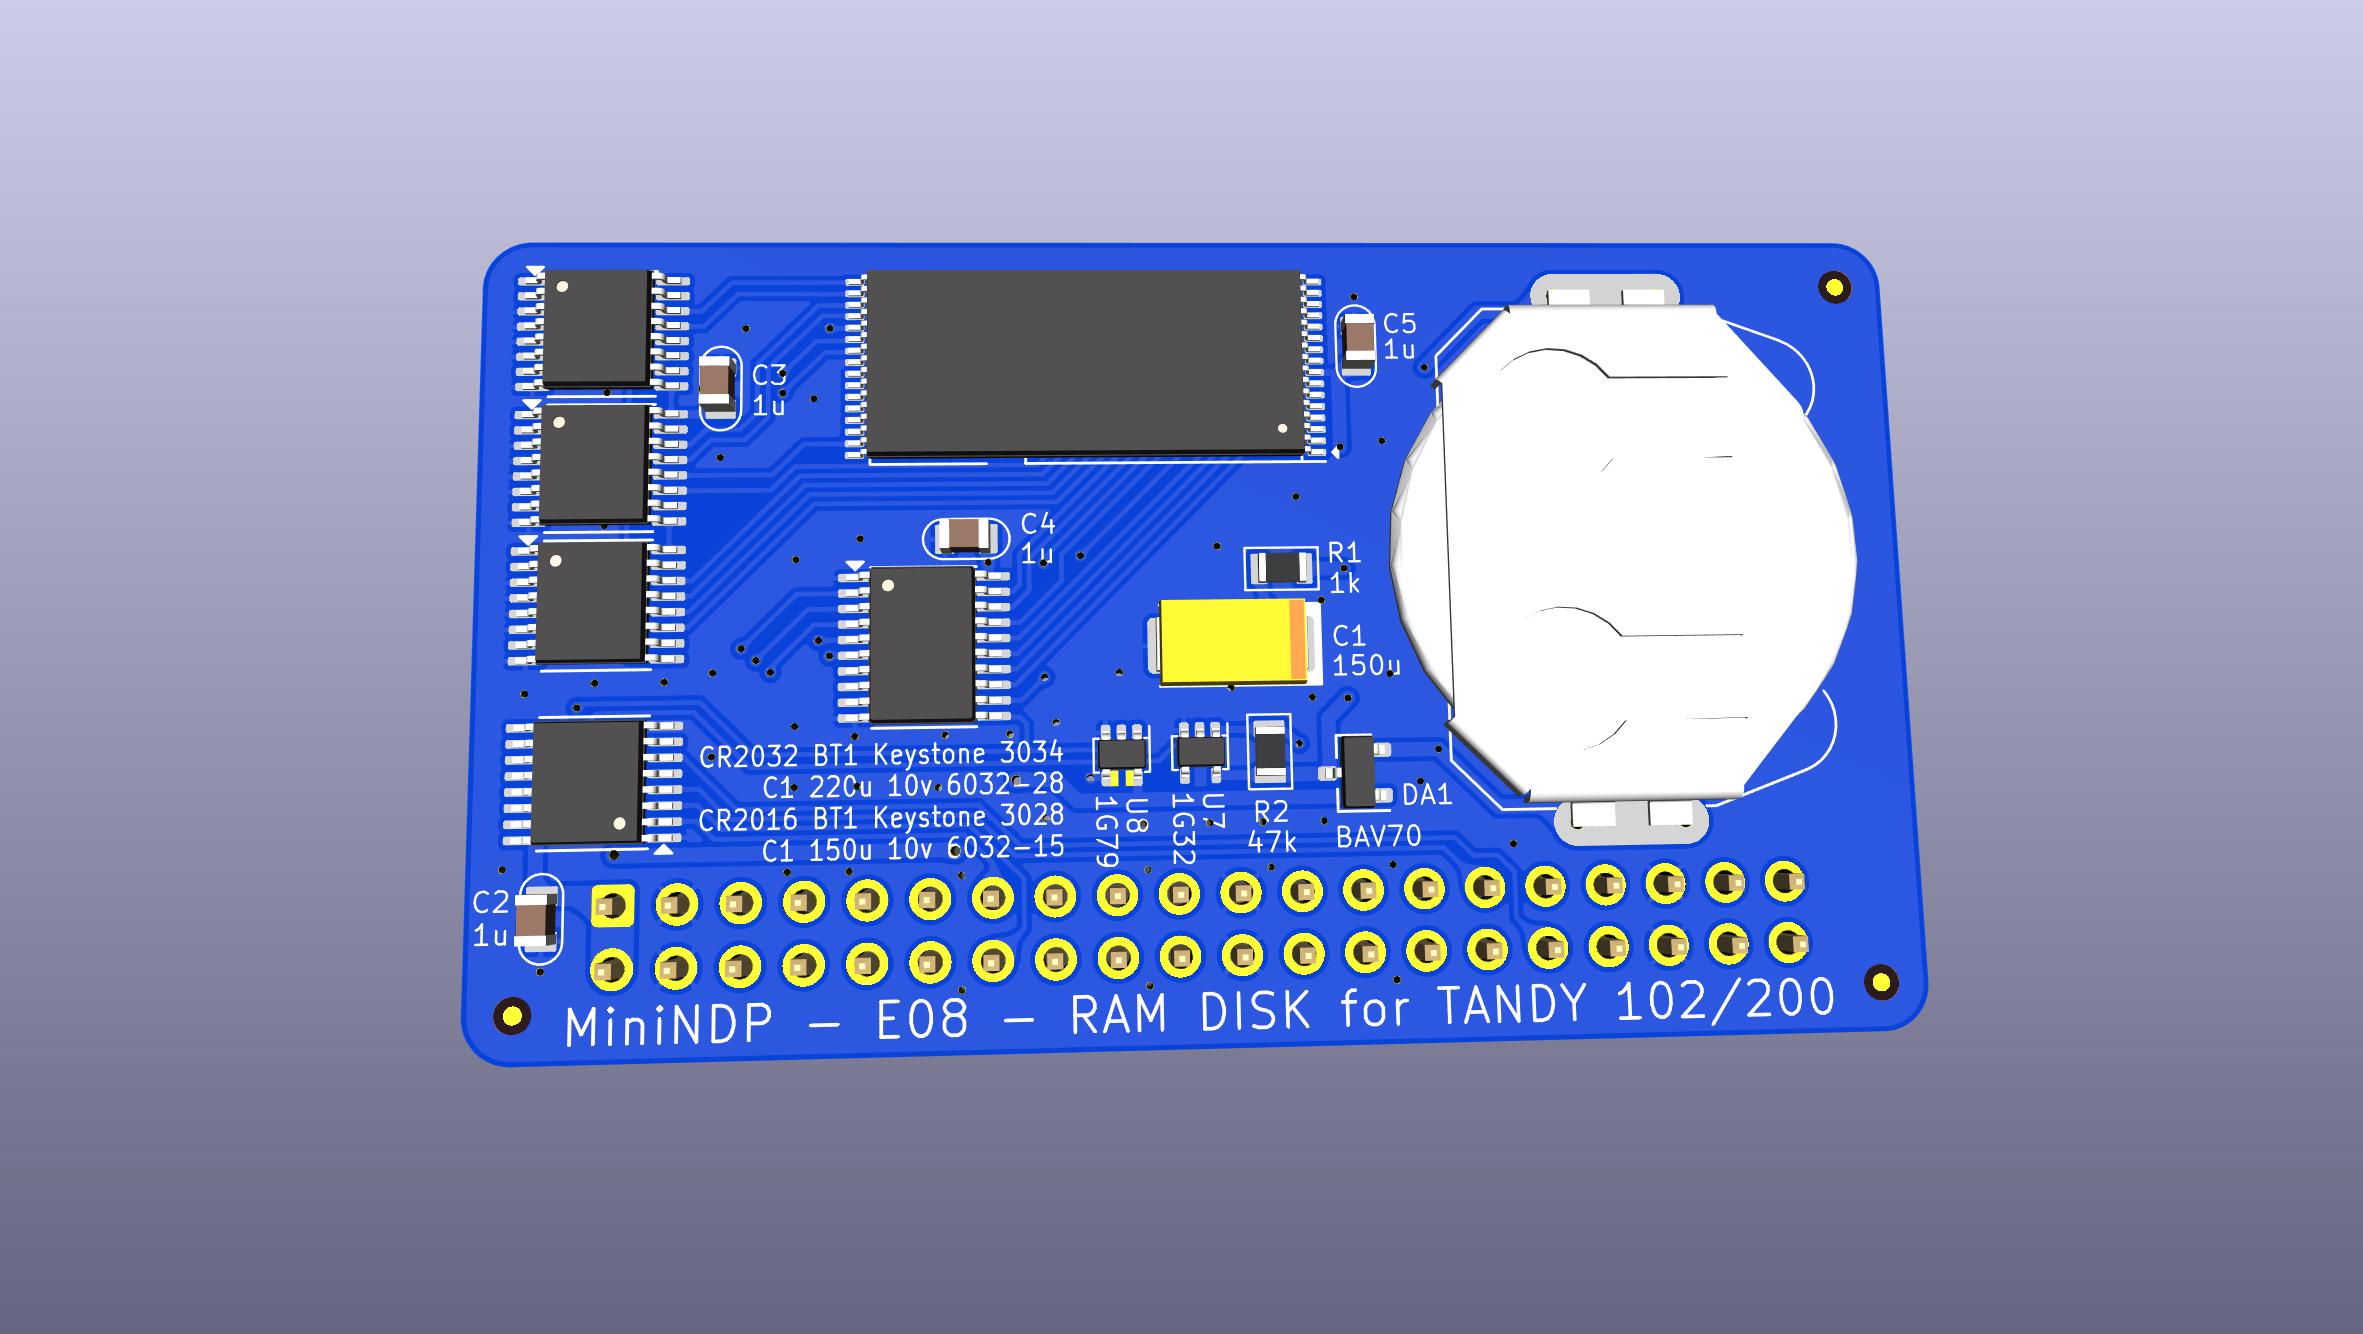 C3
1u
C5
1u
C4
1u
R1
1k
C1
150u
CR2032 BT1 Keystone 3034
C1 220u 10v 6032-28
CR2016 BT1 Keystone 3028
C1 150u 10v 6032-15
U8
1G79
U7
1G332
R2
47k
DA1
BAV70
C2
1u
MiniNDP - E08 - RAM DISK for TANDY 102/200